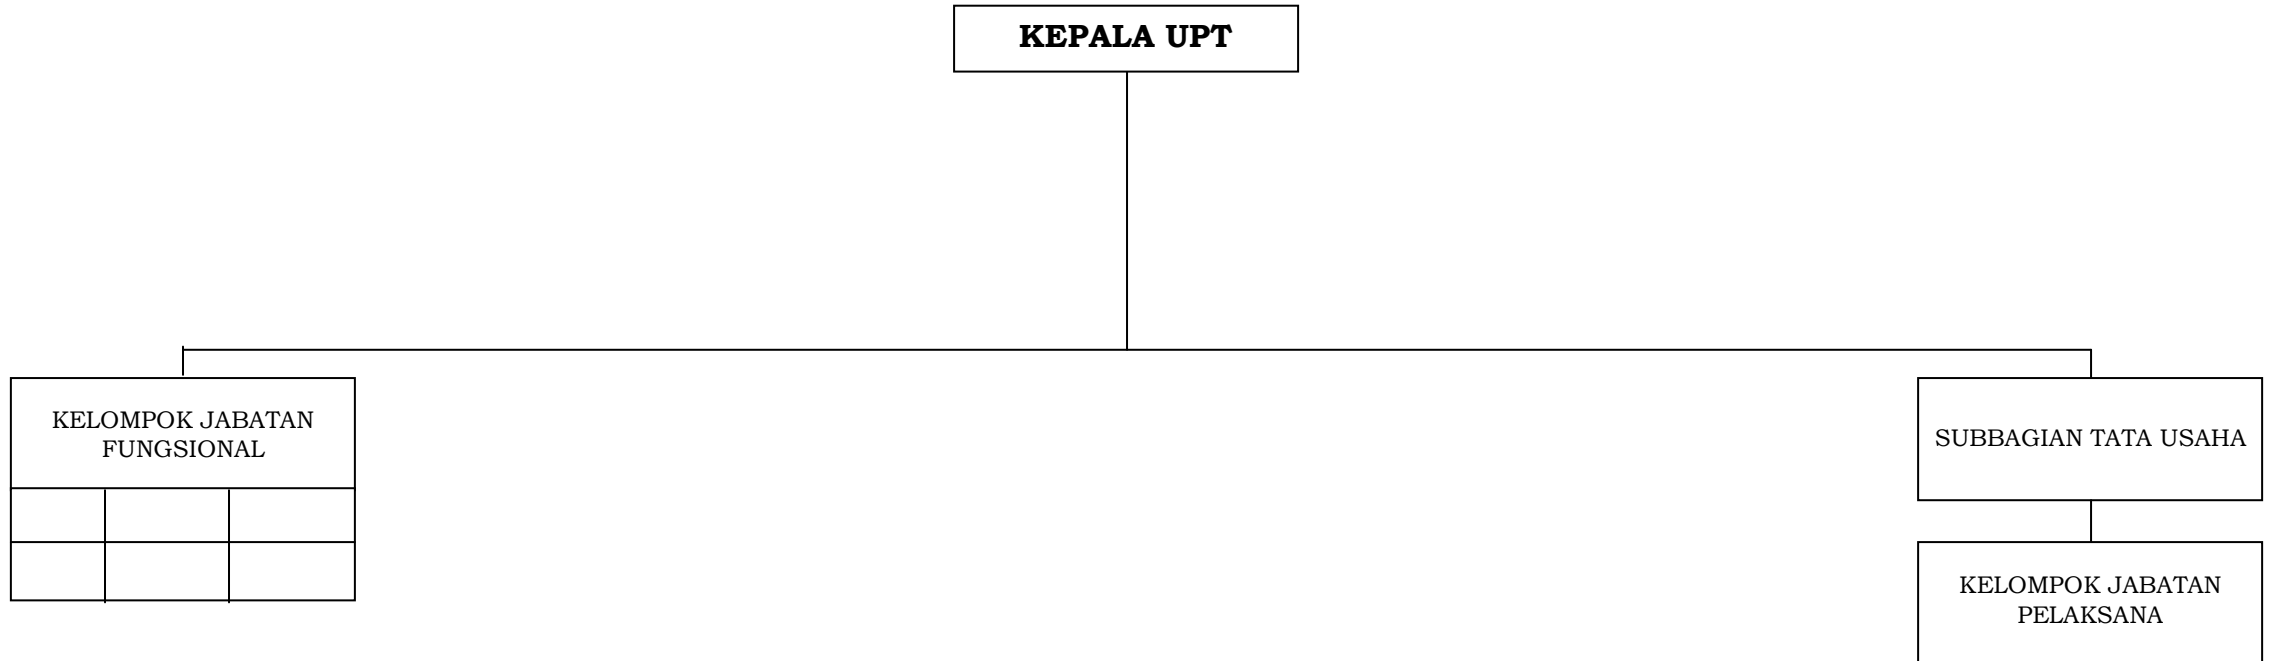 KEPALA UPT
KELOMPOK JABATAN
FUNGSIONAL
SUBBAGIAN TATA USAHA
KELOMPOK JABATAN
PELAKSANA